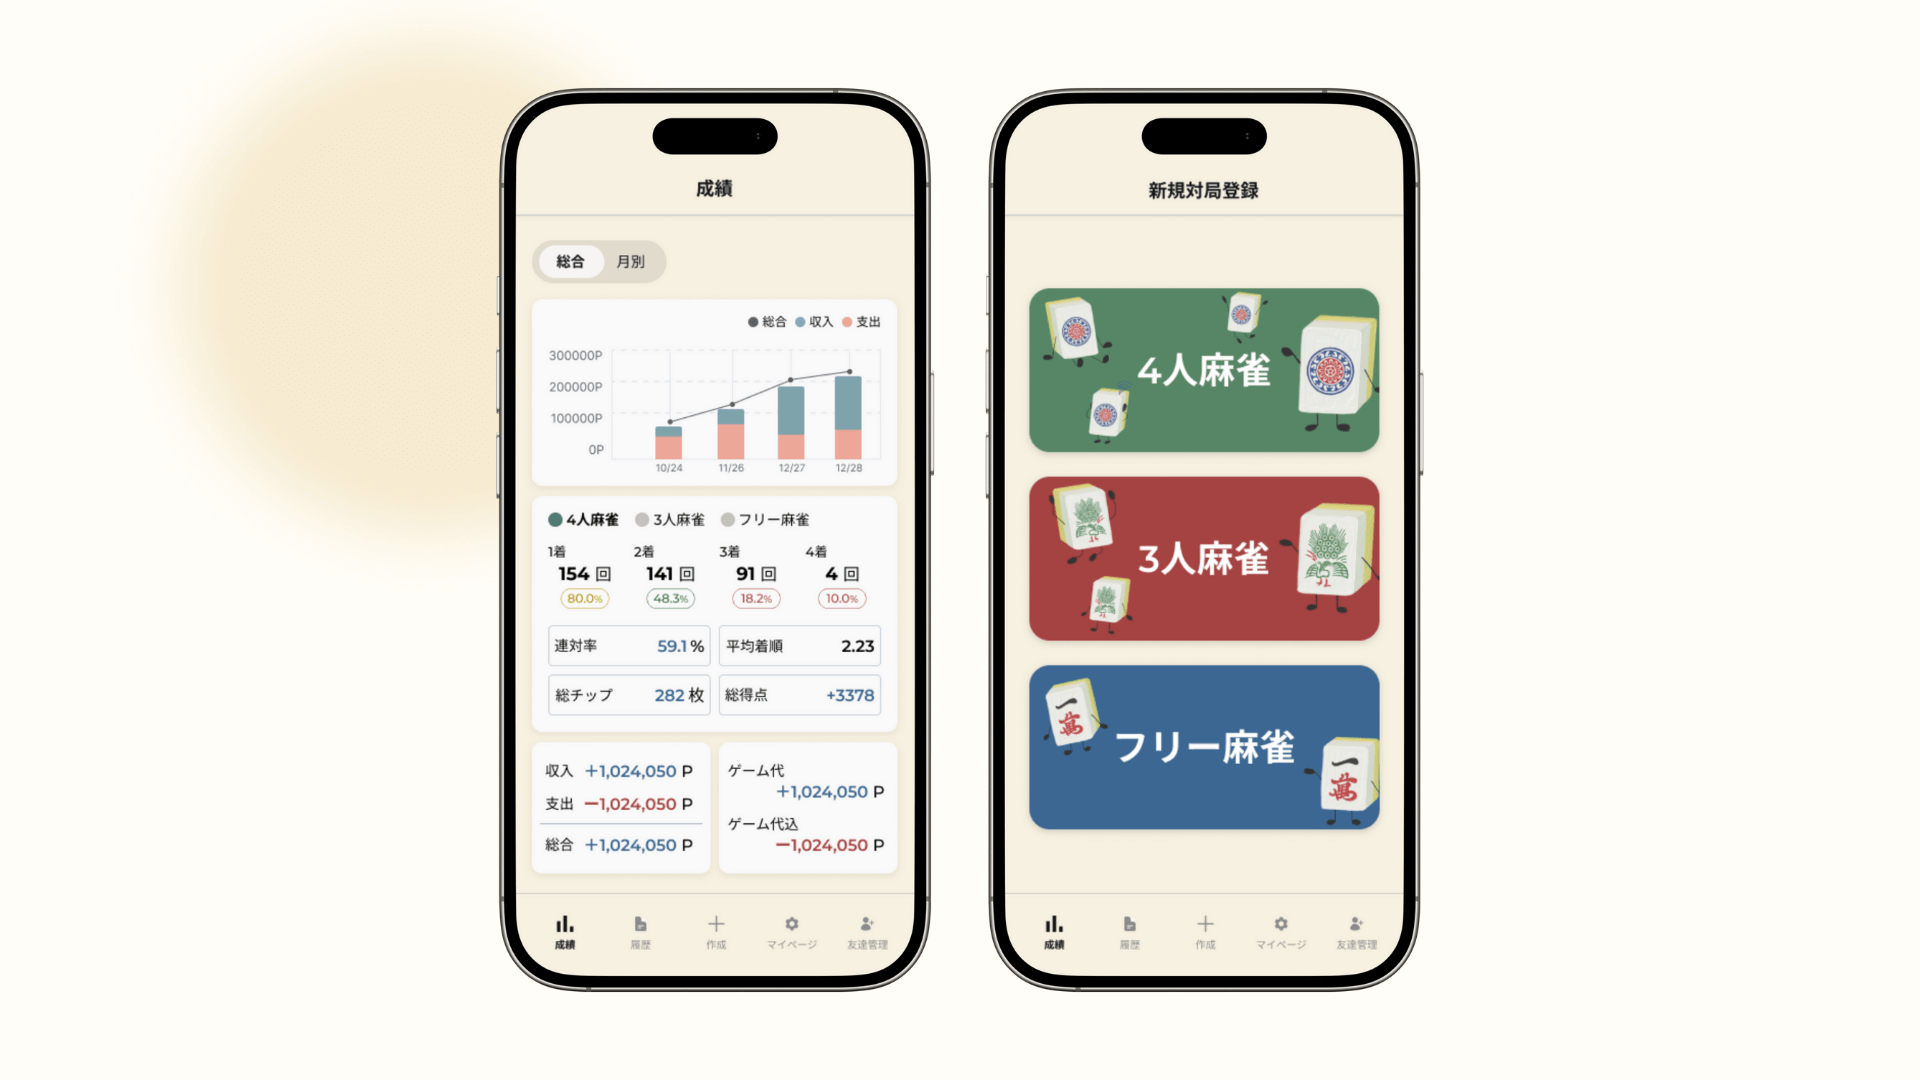 成績
総合 月別
総合 収入 支出
300000P
200000P
100000P
0P
10/24 11/26 12/27 12/28
4人麻雀 3人麻雀 フリー麻雀
1着 2着 3着 4着
154 回 141 回 91 回 4 回
80.0% 48.3% 18.2% 10.0%
連対率 59.1 % 平均着順 2.23
総チップ 282 枚 総得点 +3378
収入 +1,024,050 P
支出 -1,024,050 P
総合 +1,024,050 P
ゲーム代
+1,024,050 P
ゲーム代込
-1,024,050 P
成績 履歴 作成 マイページ 友達管理
新規対局登録
4人麻雀
3人麻雀
一萬
フリー麻雀
一萬
成績 履歴 作成 マイページ 友達管理